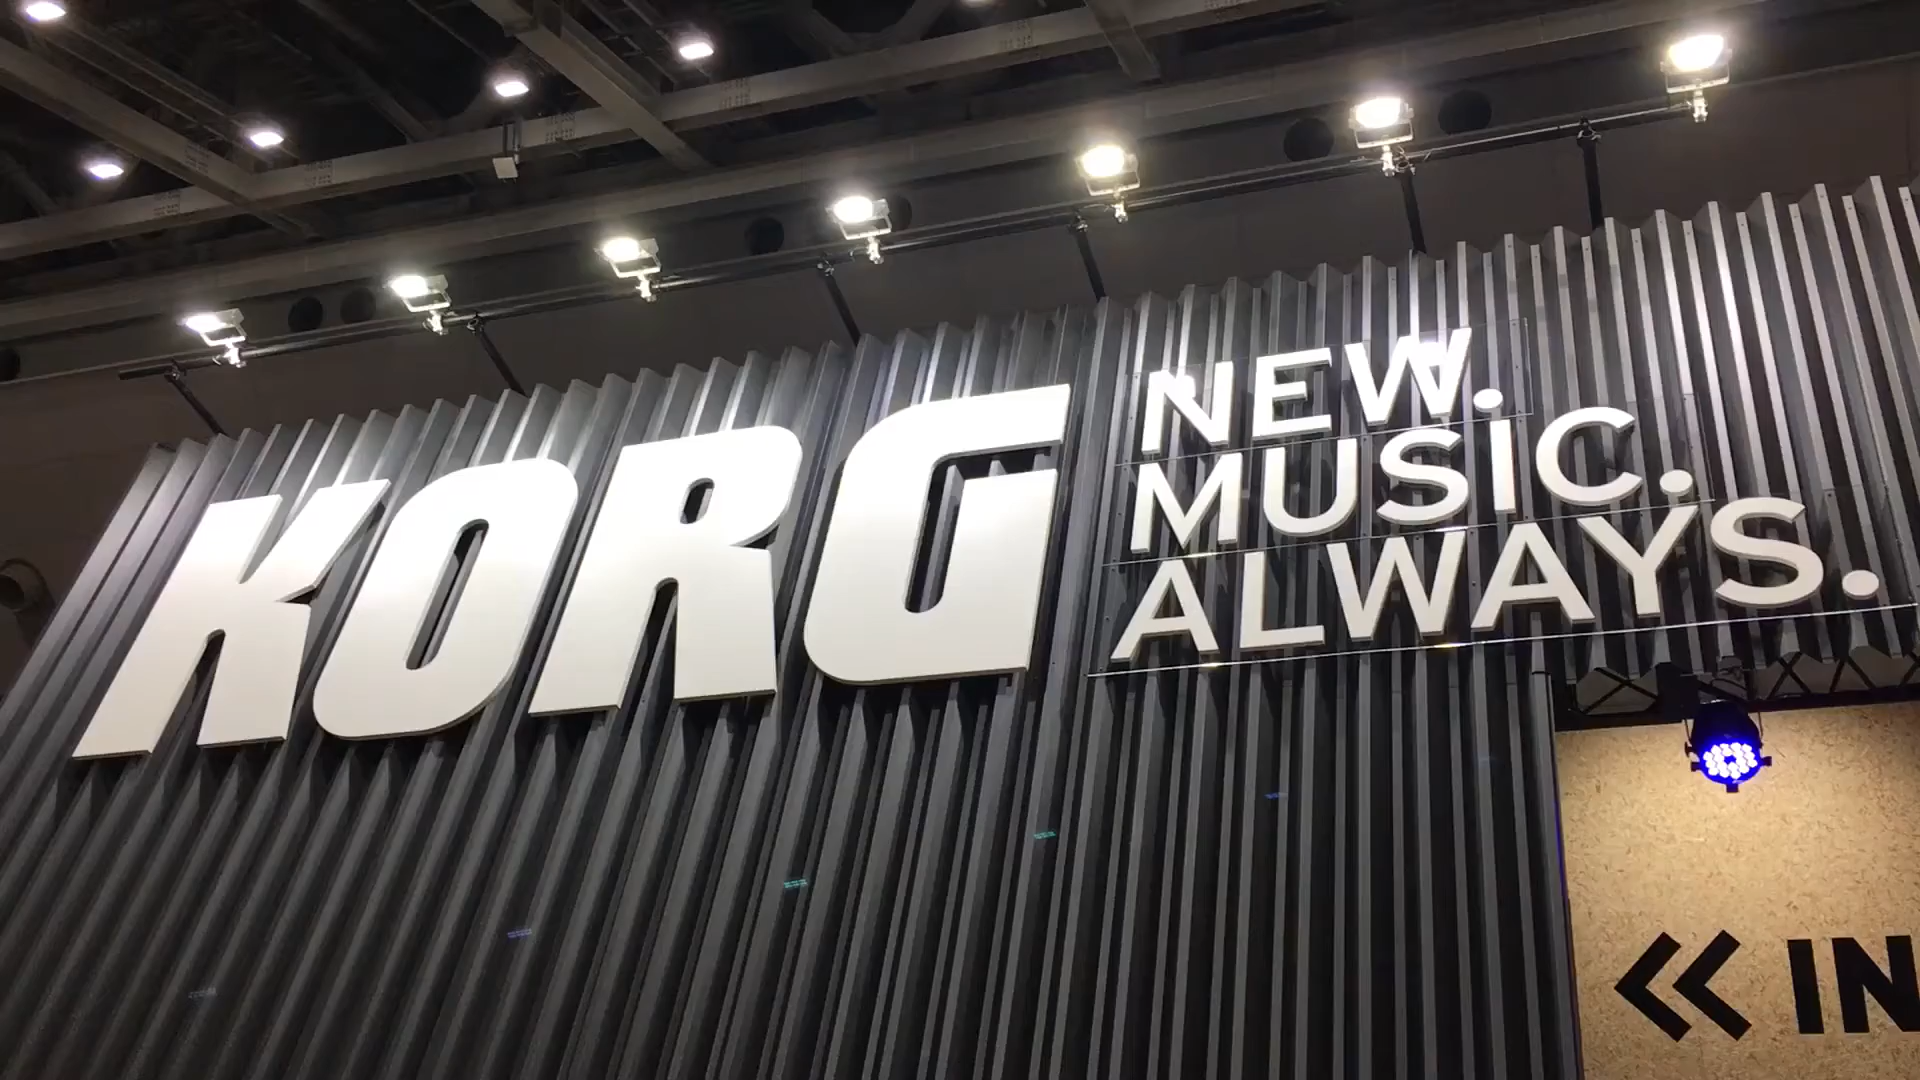 KORG
NEW.
MUSiC.
ALWAYS.
<< IN